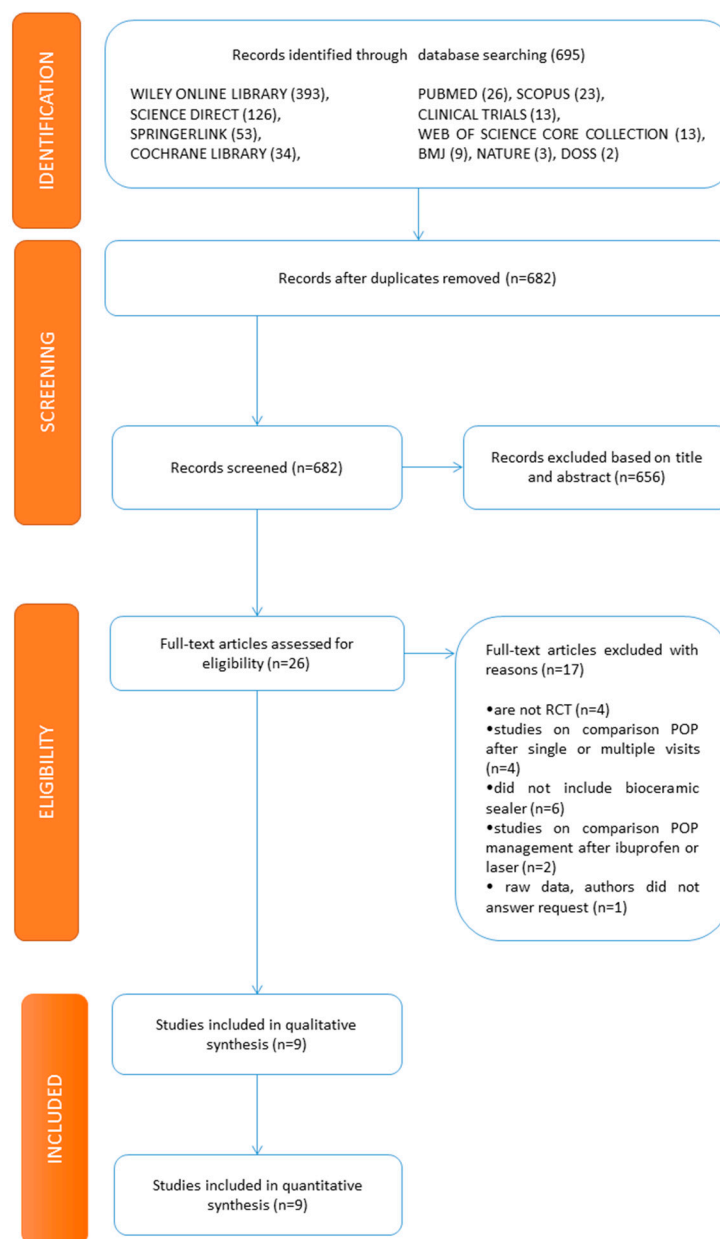 IDENTIFICATION
Records identified through database searching (695)
WILEY ONLINE LIBRARY (393),
SCIENCE DIRECT (126),
SPRINGERLINK (53),
COCHRANE LIBRARY (34),
PUBMED (26), SCOPUS (23),
CLINICAL TRIALS (13),
WEB OF SCIENCE CORE COLLECTION (13),
BMJ (9), NATURE (3), DOSS (2)
SCREENING
Records after duplicates removed (n=682)
Records screened (n=682)
Records excluded based on title
and abstract (n=656)
ELIGIBILITY
Full-text articles assessed for
eligibility (n=26)
Full-text articles excluded with
reasons (n=17)
•are not RCT (n=4)
•studies on comparison POP
after single or multiple visits
(n=4)
•did not include bioceramic
sealer (n=6)
•studies on comparison POP
management after ibuprofen or
laser (n=2)
• raw data, authors did not
answer request (n=1)
INCLUDED
Studies included in qualitative
synthesis (n=9)
Studies included in quantitative
synthesis (n=9)